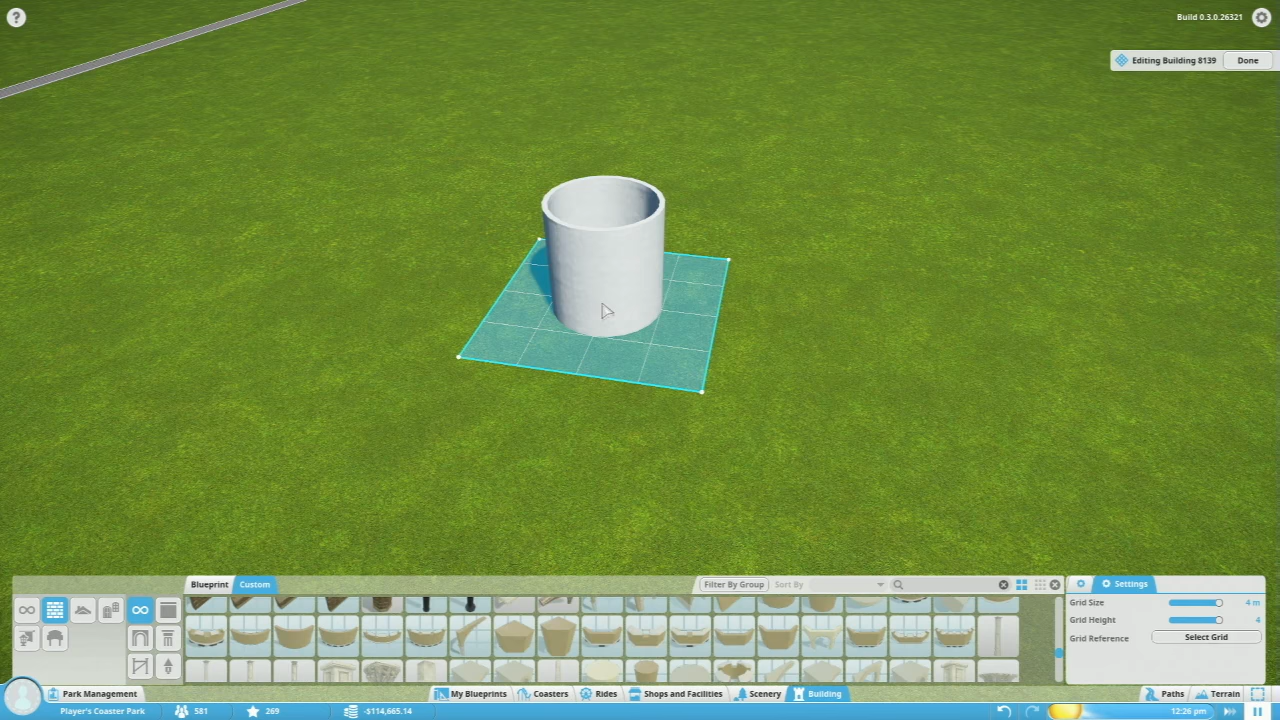 ?
Build 0.3.0.26321
Editing Building 8139 Done
Blueprint Custom Filter By Group Sort By Settings
Grid Size 4 m
Grid Height 4
Grid Reference Select Grid
Park Management My Blueprints Coasters Rides Shops and Facilities Scenery Building Paths Terrain
Player's Coaster Park 581 269 -$114,665.14 12:26 pm